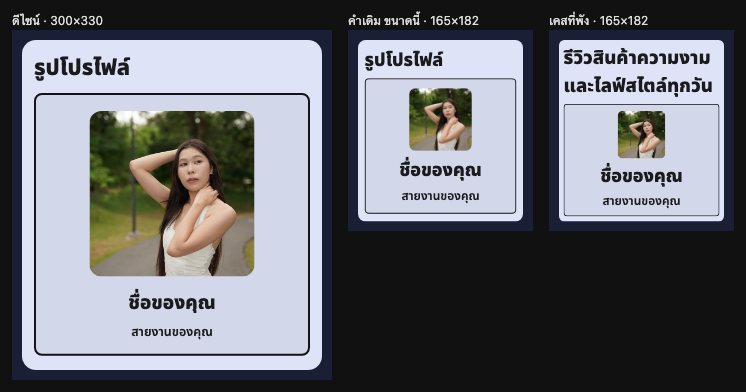 ดีไซน์ · 300×330
รูปโปรไฟล์
ชื่อของคุณ
สายงานของคุณ
คำเดิม ขนาดนี้ · 165×182
รูปโปรไฟล์
ชื่อของคุณ
สายงานของคุณ
เคสที่พัง · 165×182
รีวิวสินค้าความงาม
และไลฟ์สไตล์ทุกวัน
ชื่อของคุณ
สายงานของคุณ